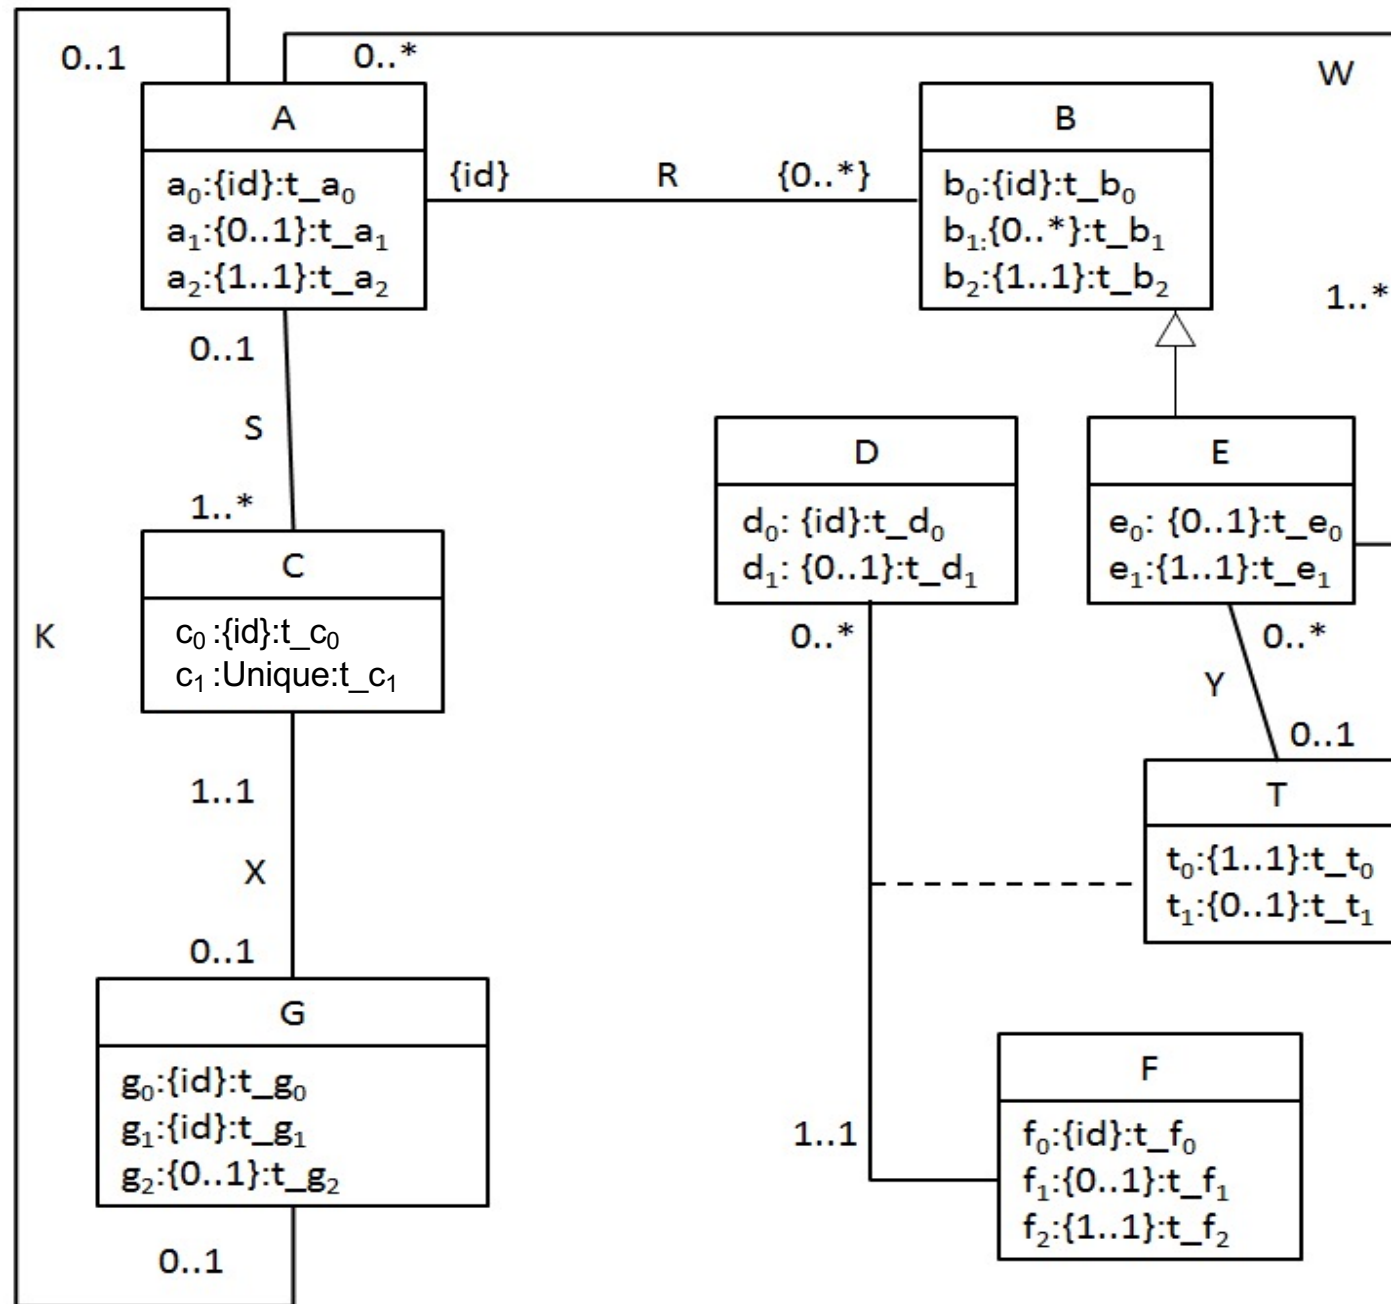 0..1
0..*
W
A
a₀:{id}:t_a₀
a₁:{0..1}:t_a₁
a₂:{1..1}:t_a₂
{id}
R
{0..*}
B
b₀:{id}:t_b₀
b₁:{0..*}:t_b₁
b₂:{1..1}:t_b₂
1..*
0..1
S
1..*
D
d₀: {id}:t_d₀
d₁: {0..1}:t_d₁
E
e₀: {0..1}:t_e₀
e₁:{1..1}:t_e₁
C
c₀ :{id}:t_c₀
c₁ :Unique:t_c₁
K
0..*
0..*
Y
0..1
1..1
X
0..1
T
t₀:{1..1}:t_t₀
t₁:{0..1}:t_t₁
G
g₀:{id}:t_g₀
g₁:{id}:t_g₁
g₂:{0..1}:t_g₂
1..1
F
f₀:{id}:t_f₀
f₁:{0..1}:t_f₁
f₂:{1..1}:t_f₂
0..1